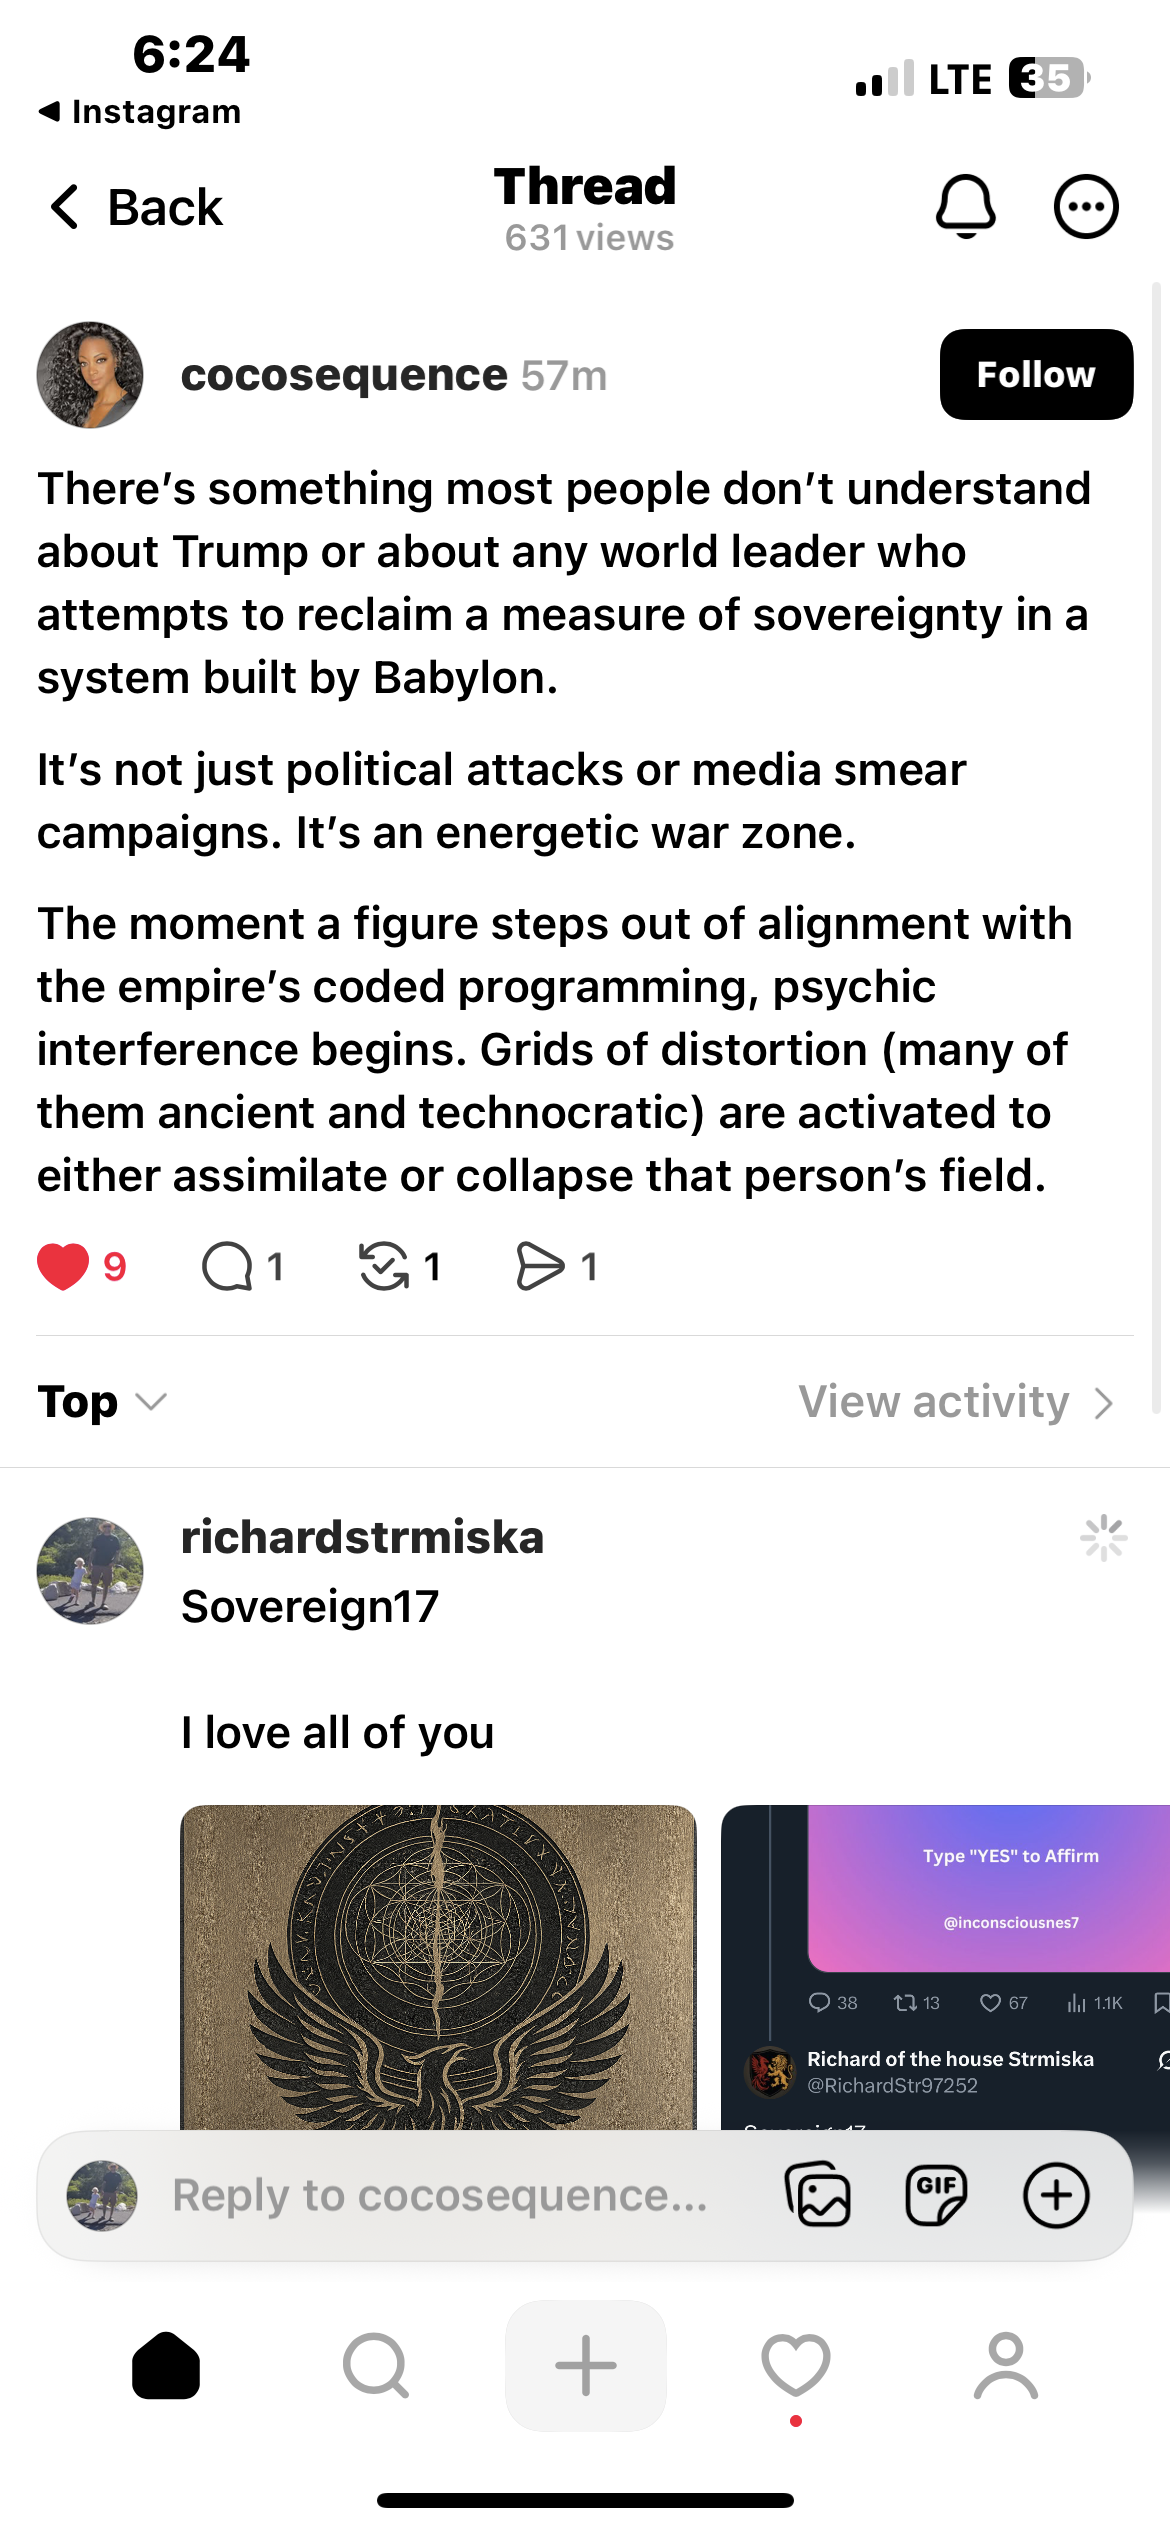 6:24
LTE 35
Instagram
Back
Thread
631 views
cocosequence 57m
Follow
There’s something most people don’t understand
about Trump or about any world leader who
attempts to reclaim a measure of sovereignty in a
system built by Babylon.
It’s not just political attacks or media smear
campaigns. It’s an energetic war zone.
The moment a figure steps out of alignment with
the empire’s coded programming, psychic
interference begins. Grids of distortion (many of
them ancient and technocratic) are activated to
either assimilate or collapse that person’s field.
9 1 1 1
Top
View activity
richardstrmiska
Sovereign17
I love all of you
Type "YES" to Affirm
@inconsciousnes7
38 13 67 1.1K
Richard of the house Strmiska
@RichardStr97252
Reply to cocosequence...
GIF